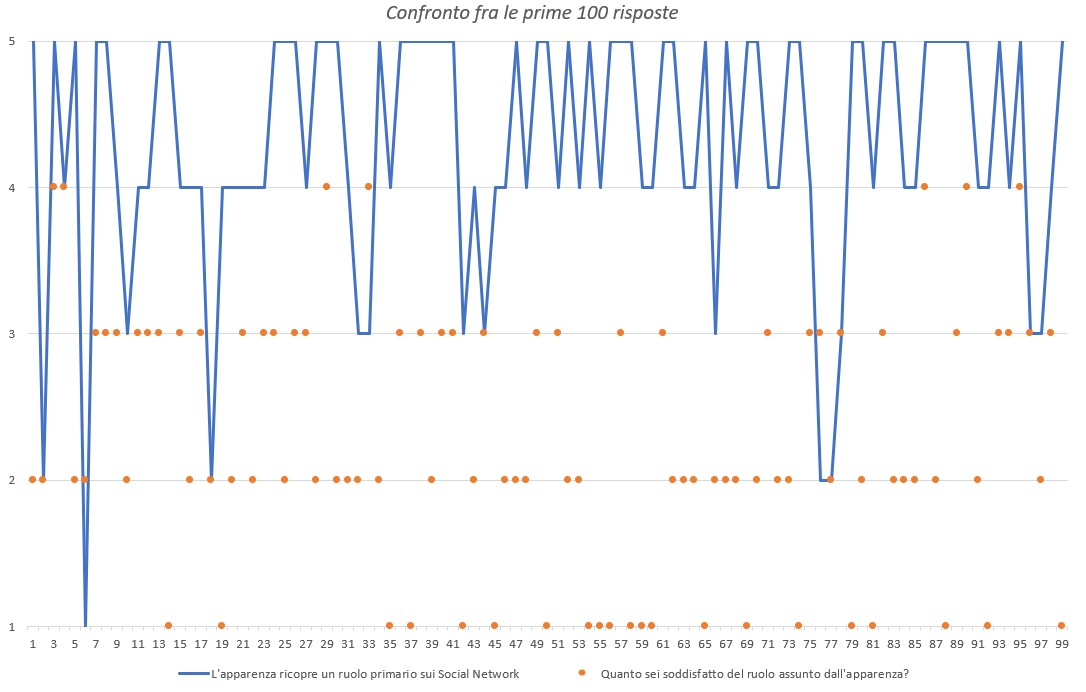 Confronto fra le prime 100 risposte
5
4
3
2
1
1 3 5 7 9 11 13 15 17 19 21 23 25 27 29 31 33 35 37 39 41 43 45 47 49 51 53 55 57 59 61 63 65 67 69 71 73 75 77 79 81 83 85 87 89 91 93 95 97 99
L'apparenza ricopre un ruolo primario sui Social Network Quanto sei soddisfatto del ruolo assunto dall'apparenza?